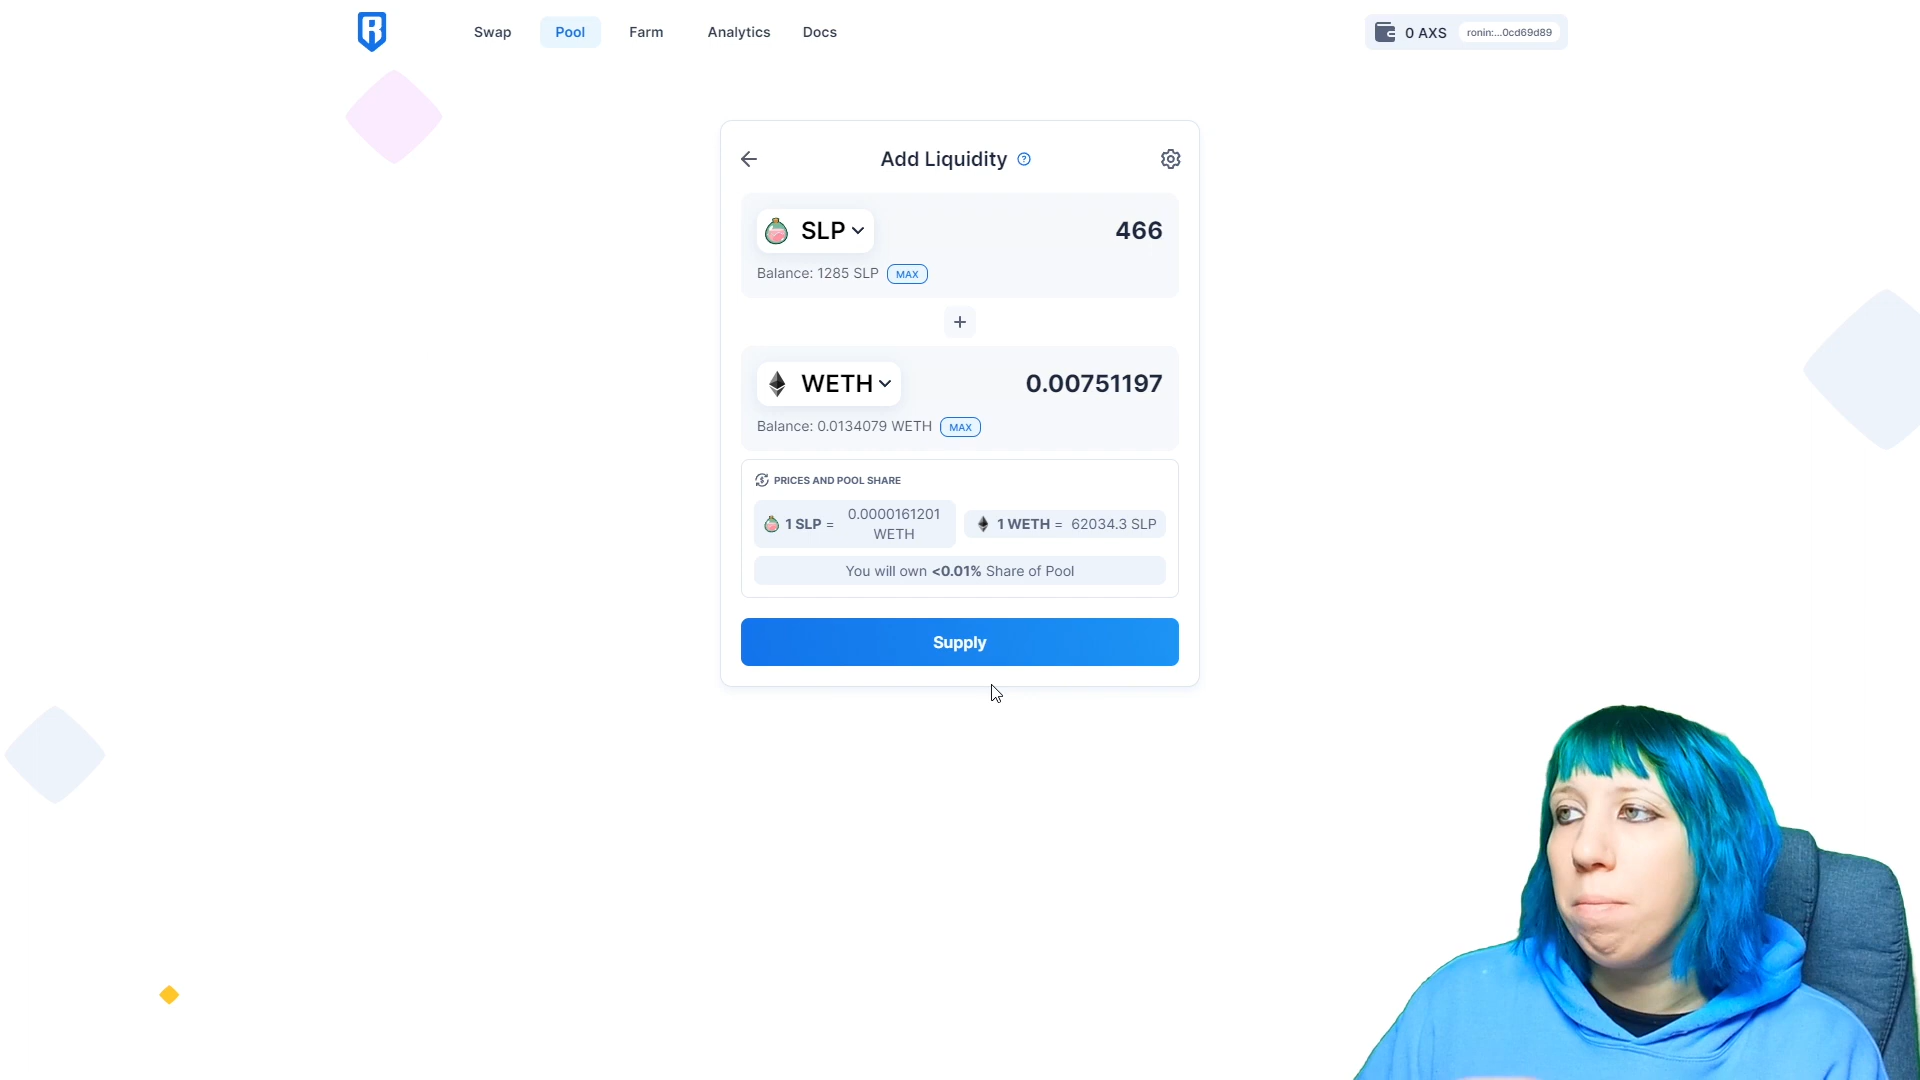 Swap Pool Farm Analytics Docs
0 AXS ronin:...0cd69d89
Add Liquidity ?
SLP 466
Balance: 1285 SLP MAX
+
WETH 0.00751197
Balance: 0.0134079 WETH MAX
PRICES AND POOL SHARE
1 SLP = 0.0000161201
WETH
1 WETH = 62034.3 SLP
You will own <0.01% Share of Pool
Supply